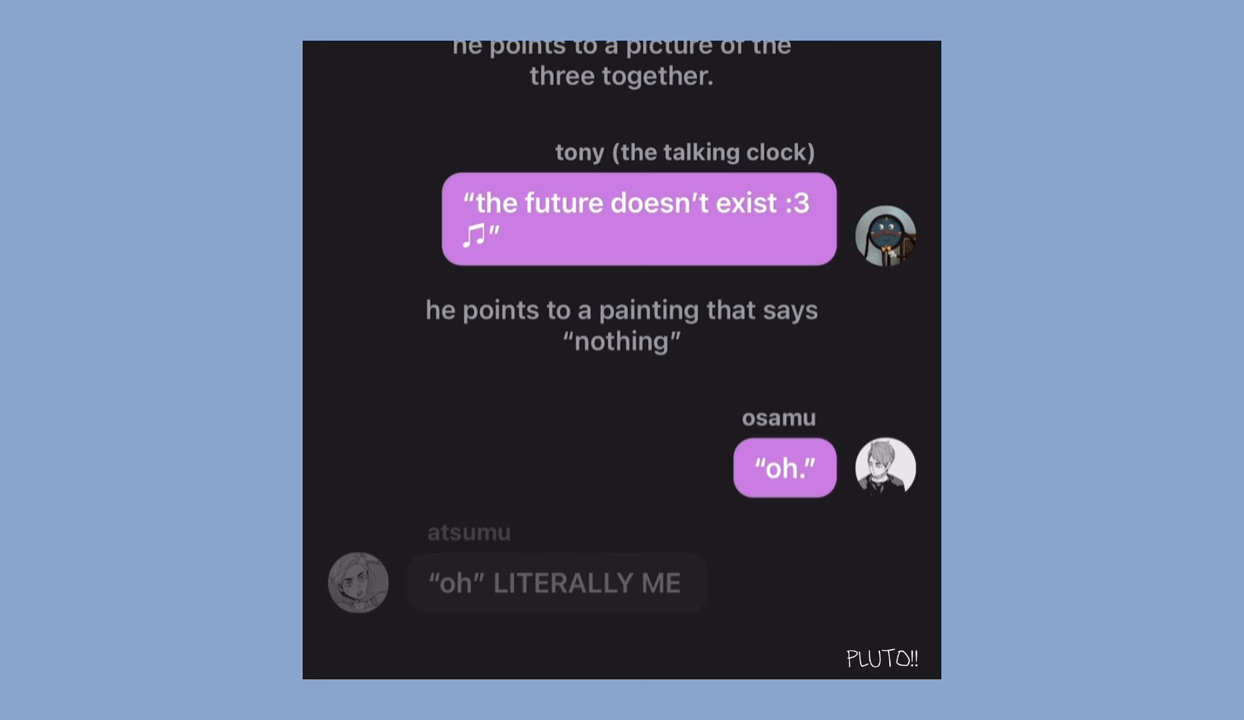 he points to a picture of the
three together.
tony (the talking clock)
“the future doesn’t exist :3
🎵”
he points to a painting that says
“nothing”
osamu
“oh.”
atsumu
“oh” LITERALLY ME
PLUTO!!